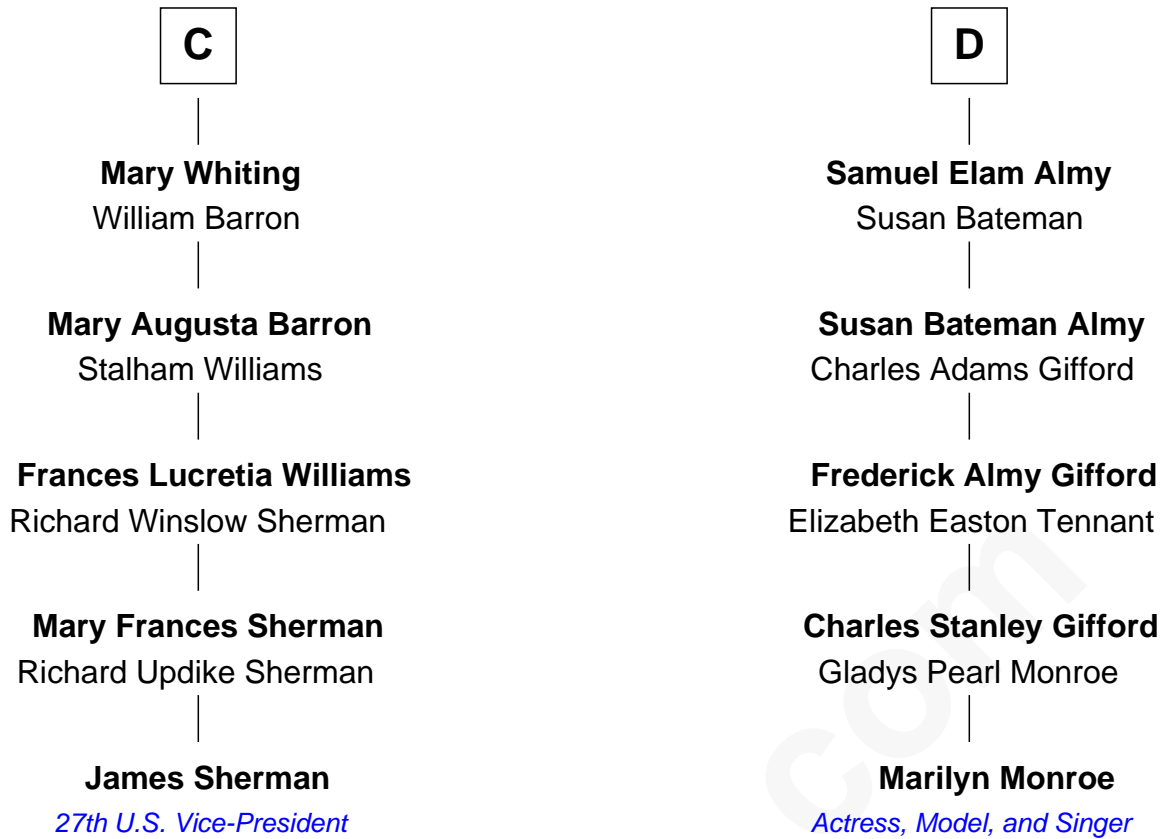 C
Mary Whiting
William Barron
Mary Augusta Barron
Stalham Williams
Frances Lucretia Williams
Richard Winslow Sherman
Mary Frances Sherman
Richard Updike Sherman
James Sherman
27th U.S. Vice-President
D
Samuel Elam Almy
Susan Bateman
Susan Bateman Almy
Charles Adams Gifford
Frederick Almy Gifford
Elizabeth Easton Tennant
Charles Stanley Gifford
Gladys Pearl Monroe
Marilyn Monroe
Actress, Model, and Singer
com